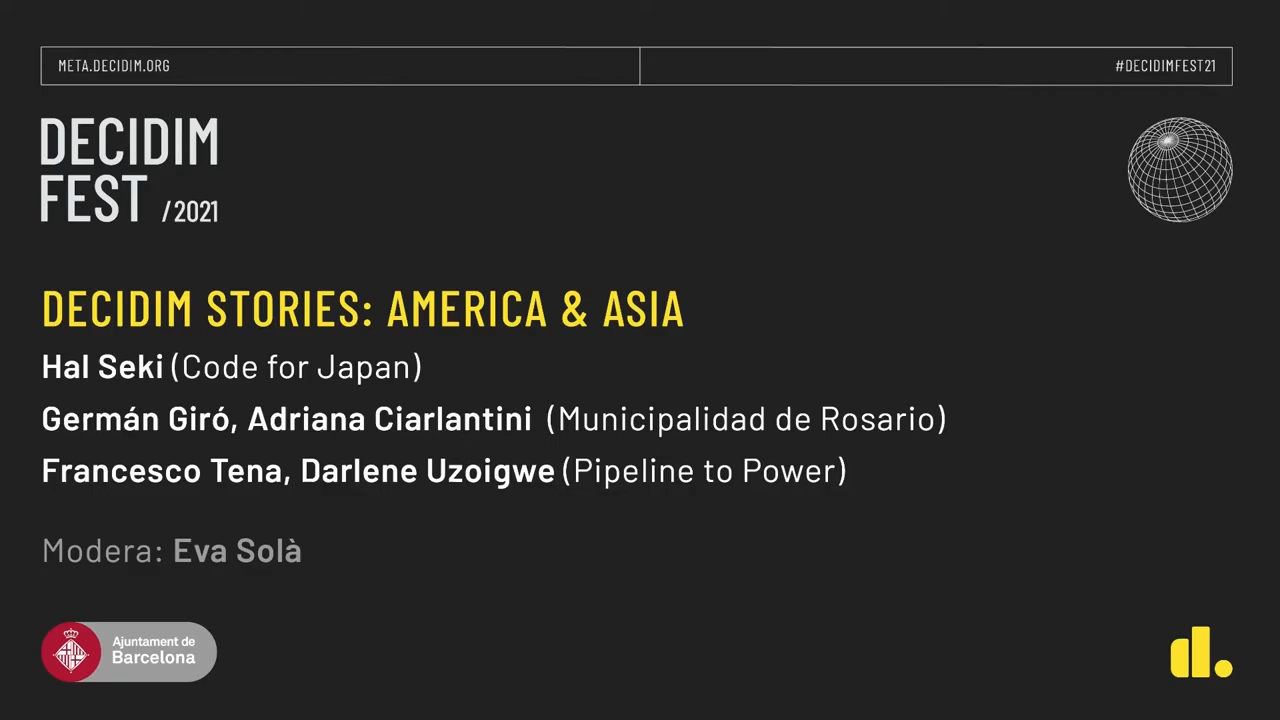 META.DECIDIM.ORG
#DECIDIMFEST21
DECIDIM
FEST /2021
DECIDIM STORIES: AMERICA & ASIA
Hal Seki (Code for Japan)
Germán Giró, Adriana Ciarlantini (Municipalidad de Rosario)
Francesco Tena, Darlene Uzoigwe (Pipeline to Power)
Modera: Eva Solà
Ajuntament de
Barcelona
d.